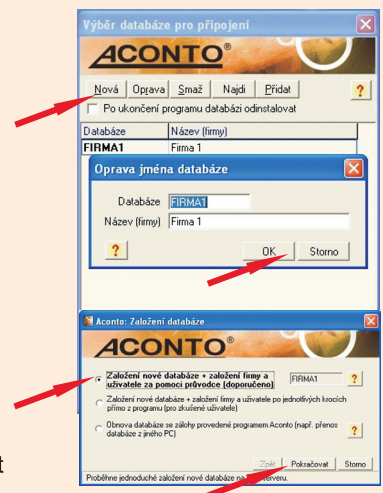 Výběr databáze pro připojení
ACONTO®
Nová Oprava Smaž Najdi Přidat ?
Po ukončení programu databázi odinstalovat
Databáze Název (firmy)
FIRMA1 Firma 1
Oprava jména databáze
Databáze FIRMA1
Název (firmy) Firma 1
? OK Storno
Aconto: Založení databáze
ACONTO®
Založení nové databáze + založení firmy a
uživatele za pomoci průvodce (doporučeno) FIRMA1 ?
Založení nové databáze + založení firmy a uživatele po jednotlivých krocích
přímo z programu (pro zkušené uživatele)
Obnova databáze se zálohy provedené programem Aconto (např. přenos
databáze z jiného PC) ?
Zpět Pokračovat Storno
Proběhne jednoduché založení nové databáze na serveru.
t